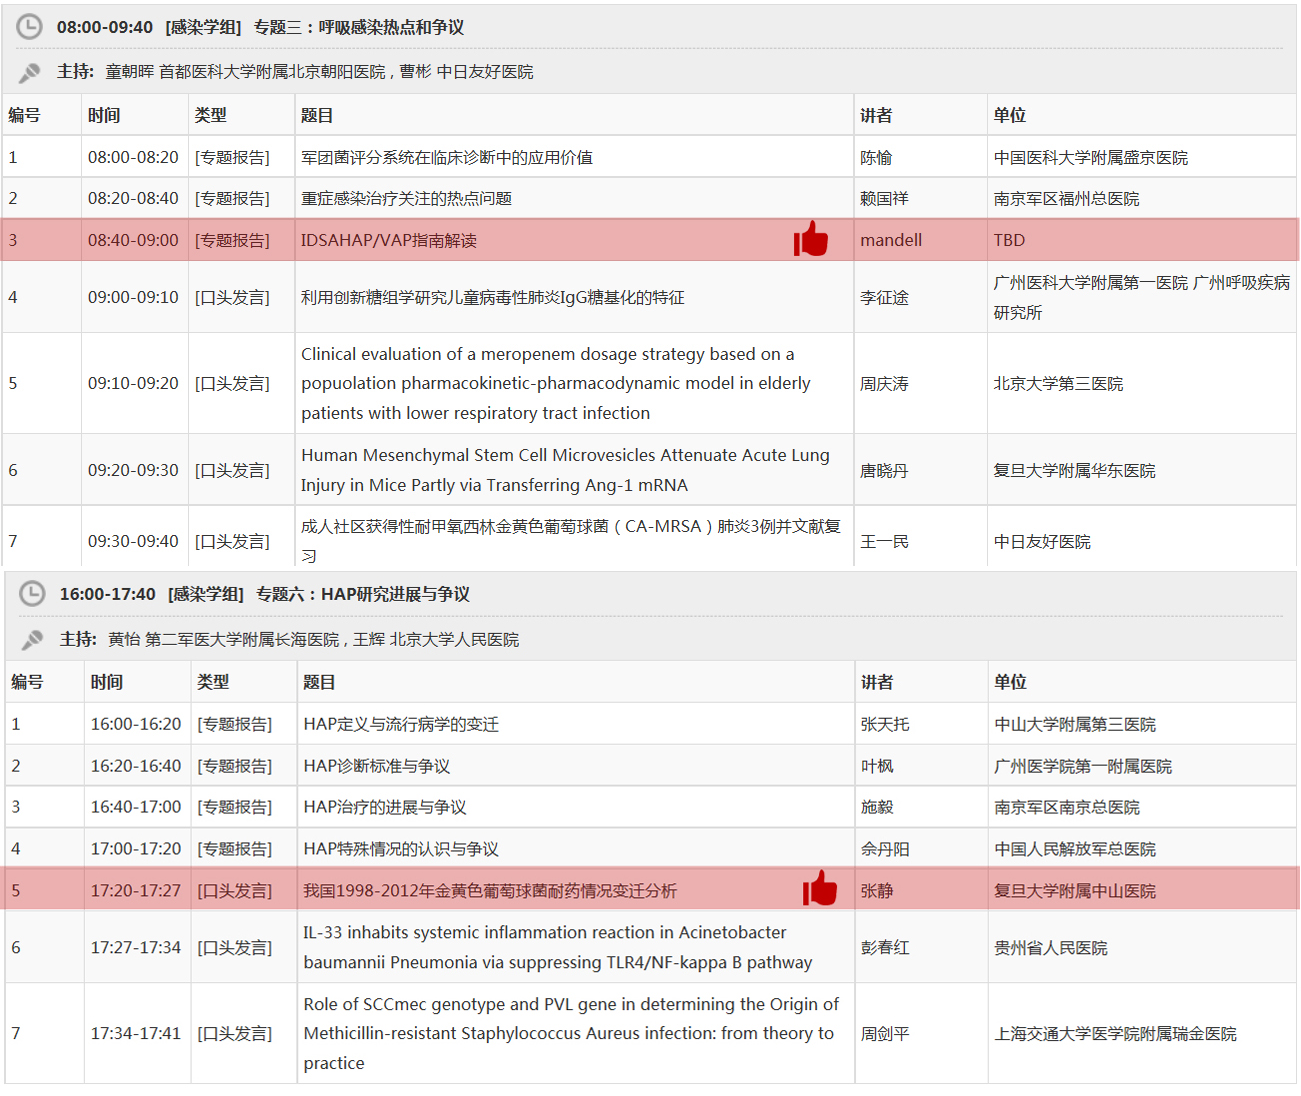 08:00-09:40 [感染学组] 专题三：呼吸感染热点和争议
主持: 童朝晖 首都医科大学附属北京朝阳医院 , 曹彬 中日友好医院
编号 时间 类型 题目 讲者 单位
1 08:00-08:20 [专题报告] 军团菌评分系统在临床诊断中的应用价值 陈愉 中国医科大学附属盛京医院
2 08:20-08:40 [专题报告] 重症感染治疗关注的热点问题 赖国祥 南京军区福州总医院
3 08:40-09:00 [专题报告] IDSAHAP/VAP指南解读 mandell TBD
4 09:00-09:10 [口头发言] 利用创新糖组学研究儿童病毒性肺炎IgG糖基化的特征 李征途 广州医科大学附属第一医院 广州呼吸疾病
研究所
5 09:10-09:20 [口头发言] Clinical evaluation of a meropenem dosage strategy based on a
popuolation pharmacokinetic-pharmacodynamic model in elderly
patients with lower respiratory tract infection 周庆涛 北京大学第三医院
6 09:20-09:30 [口头发言] Human Mesenchymal Stem Cell Microvesicles Attenuate Acute Lung
Injury in Mice Partly via Transferring Ang-1 mRNA 唐晓丹 复旦大学附属华东医院
7 09:30-09:40 [口头发言] 成人社区获得性耐甲氧西林金黄色葡萄球菌（CA-MRSA）肺炎3例并文献复
习 王一民 中日友好医院
16:00-17:40 [感染学组] 专题六：HAP研究进展与争议
主持: 黄怡 第二军医大学附属长海医院 , 王辉 北京大学人民医院
编号 时间 类型 题目 讲者 单位
1 16:00-16:20 [专题报告] HAP定义与流行病学的变迁 张天托 中山大学附属第三医院
2 16:20-16:40 [专题报告] HAP诊断标准与争议 叶枫 广州医学院第一附属医院
3 16:40-17:00 [专题报告] HAP治疗的进展与争议 施毅 南京军区南京总医院
4 17:00-17:20 [专题报告] HAP特殊情况的认识与争议 佘丹阳 中国人民解放军总医院
5 17:20-17:27 [口头发言] 我国1998-2012年金黄色葡萄球菌耐药情况变迁分析 张静 复旦大学附属中山医院
6 17:27-17:34 [口头发言] IL-33 inhabits systemic inflammation reaction in Acinetobacter
baumannii Pneumonia via suppressing TLR4/NF-kappa B pathway 彭春红 贵州省人民医院
7 17:34-17:41 [口头发言] Role of SCCmec genotype and PVL gene in determining the Origin of
Methicillin-resistant Staphylococcus Aureus infection: from theory to
practice 周剑平 上海交通大学医学院附属瑞金医院